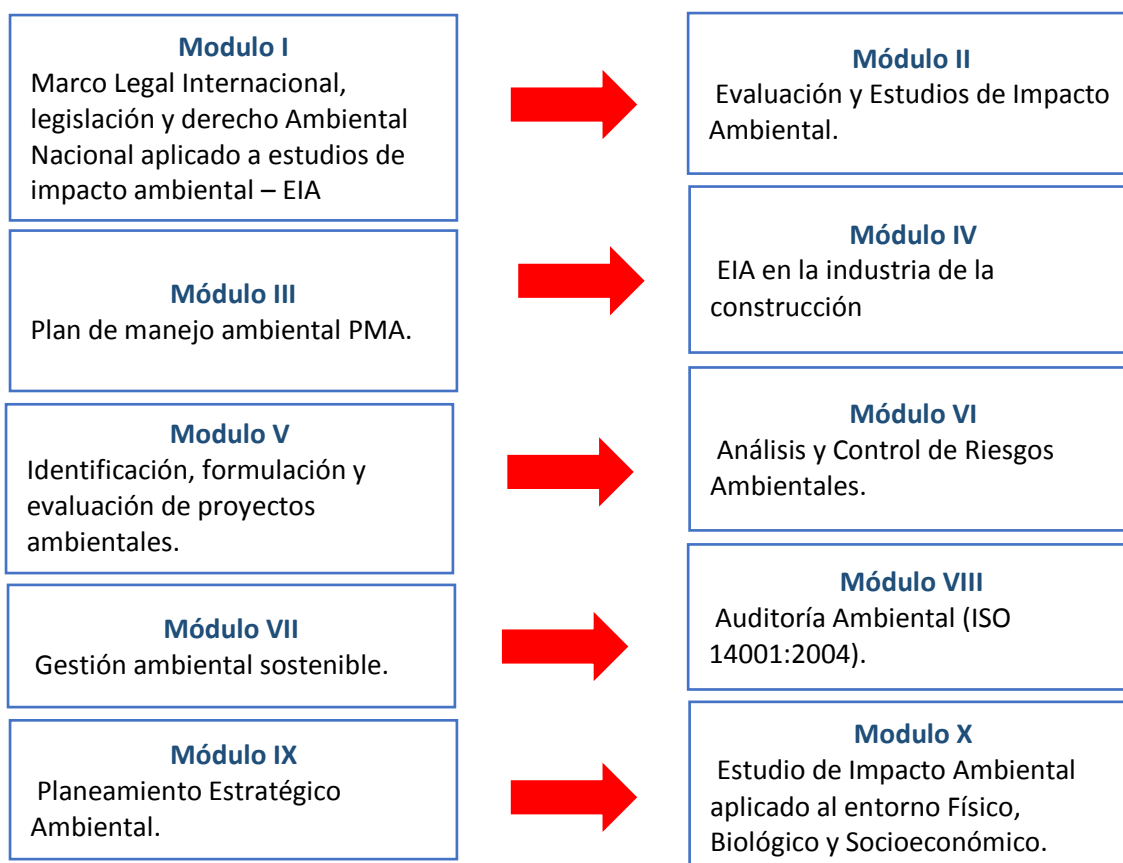 Modulo I
Marco Legal Internacional,
legislación y derecho Ambiental
Nacional aplicado a estudios de
impacto ambiental – EIA
Módulo II
Evaluación y Estudios de Impacto
Ambiental.
Módulo III
Plan de manejo ambiental PMA.
Módulo IV
EIA en la industria de la
construcción
Modulo V
Identificación, formulación y
evaluación de proyectos
ambientales.
Módulo VI
Análisis y Control de Riesgos
Ambientales.
Módulo VII
Gestión ambiental sostenible.
Módulo VIII
Auditoría Ambiental (ISO
14001:2004).
Módulo IX
Planeamiento Estratégico
Ambiental.
Modulo X
Estudio de Impacto Ambiental
aplicado al entorno Físico,
Biológico y Socioeconómico.